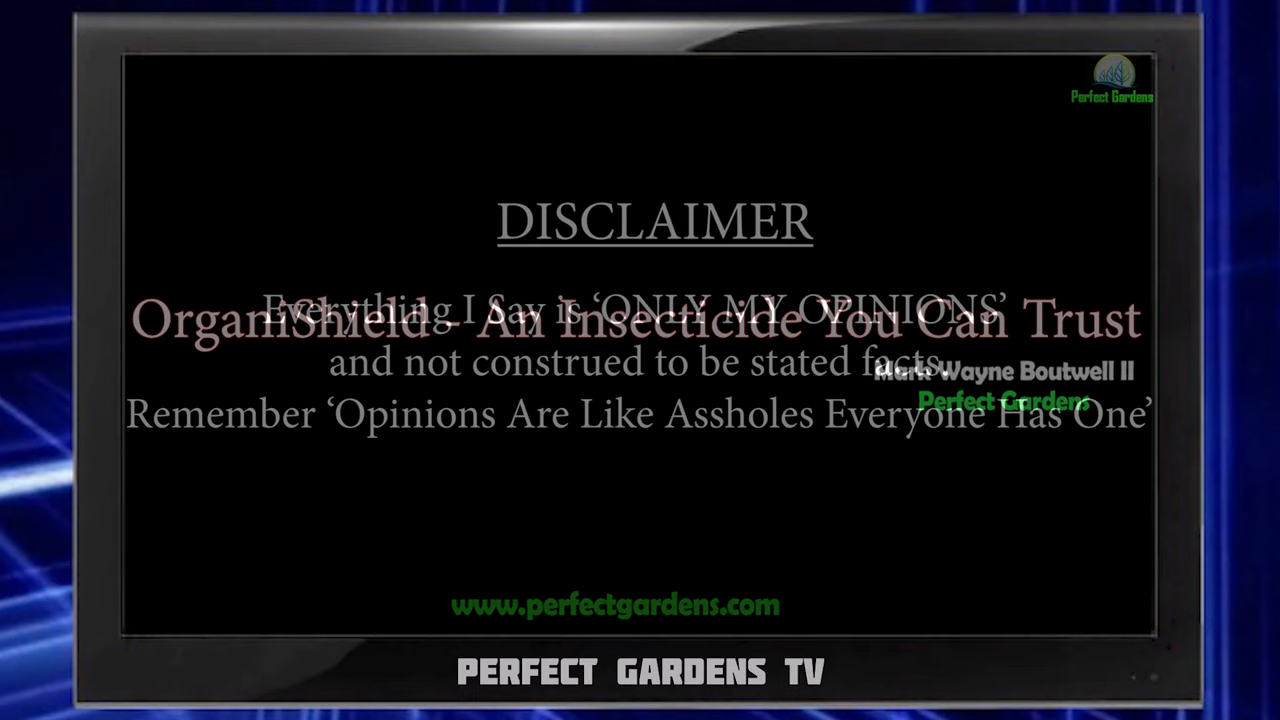 Perfect Gardens
DISCLAIMER
Everything I Say is ‘ONLY MY OPINIONS’
OrganiShield - An Insecticide You Can Trust
and not construed to be stated facts.
Mark Wayne Boutwell II
Perfect Gardens
Remember ‘Opinions Are Like Assholes Everyone Has One’
www.perfectgardens.com
PERFECT GARDENS TV